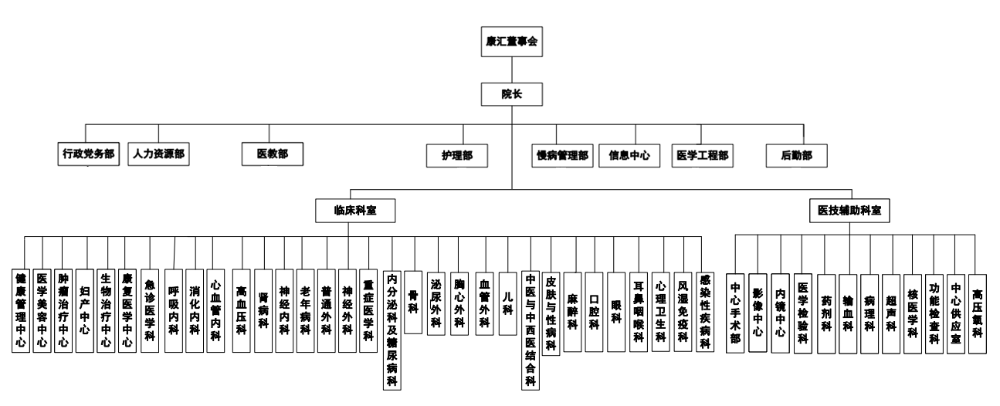 康汇董事会
院长
行政党务部
人力资源部
医教部
护理部
慢病管理部
信息中心
医学工程部
后勤部
临床科室
医技辅助科室
健康管理中心
医学美容中心
肿瘤治疗中心
妇产中心
生物治疗中心
康复医学中心
急诊医学科
呼吸内科
消化内科
心血管内科
高血压科
肾病科
神经内科
老年病科
普通外科
神经外科
重症医学科
内分泌科及糖尿病科
骨科
泌尿外科
胸心外科
血管外科
儿科
中医与中西医结合科
皮肤与性病科
麻醉科
口腔科
眼科
耳鼻咽喉科
心理卫生科
风湿免疫科
感染性疾病科
中心手术部
影像中心
内镜中心
医学检验科
药剂科
输血科
病理科
超声科
核医学科
功能检查科
中心供应室
高压氧科